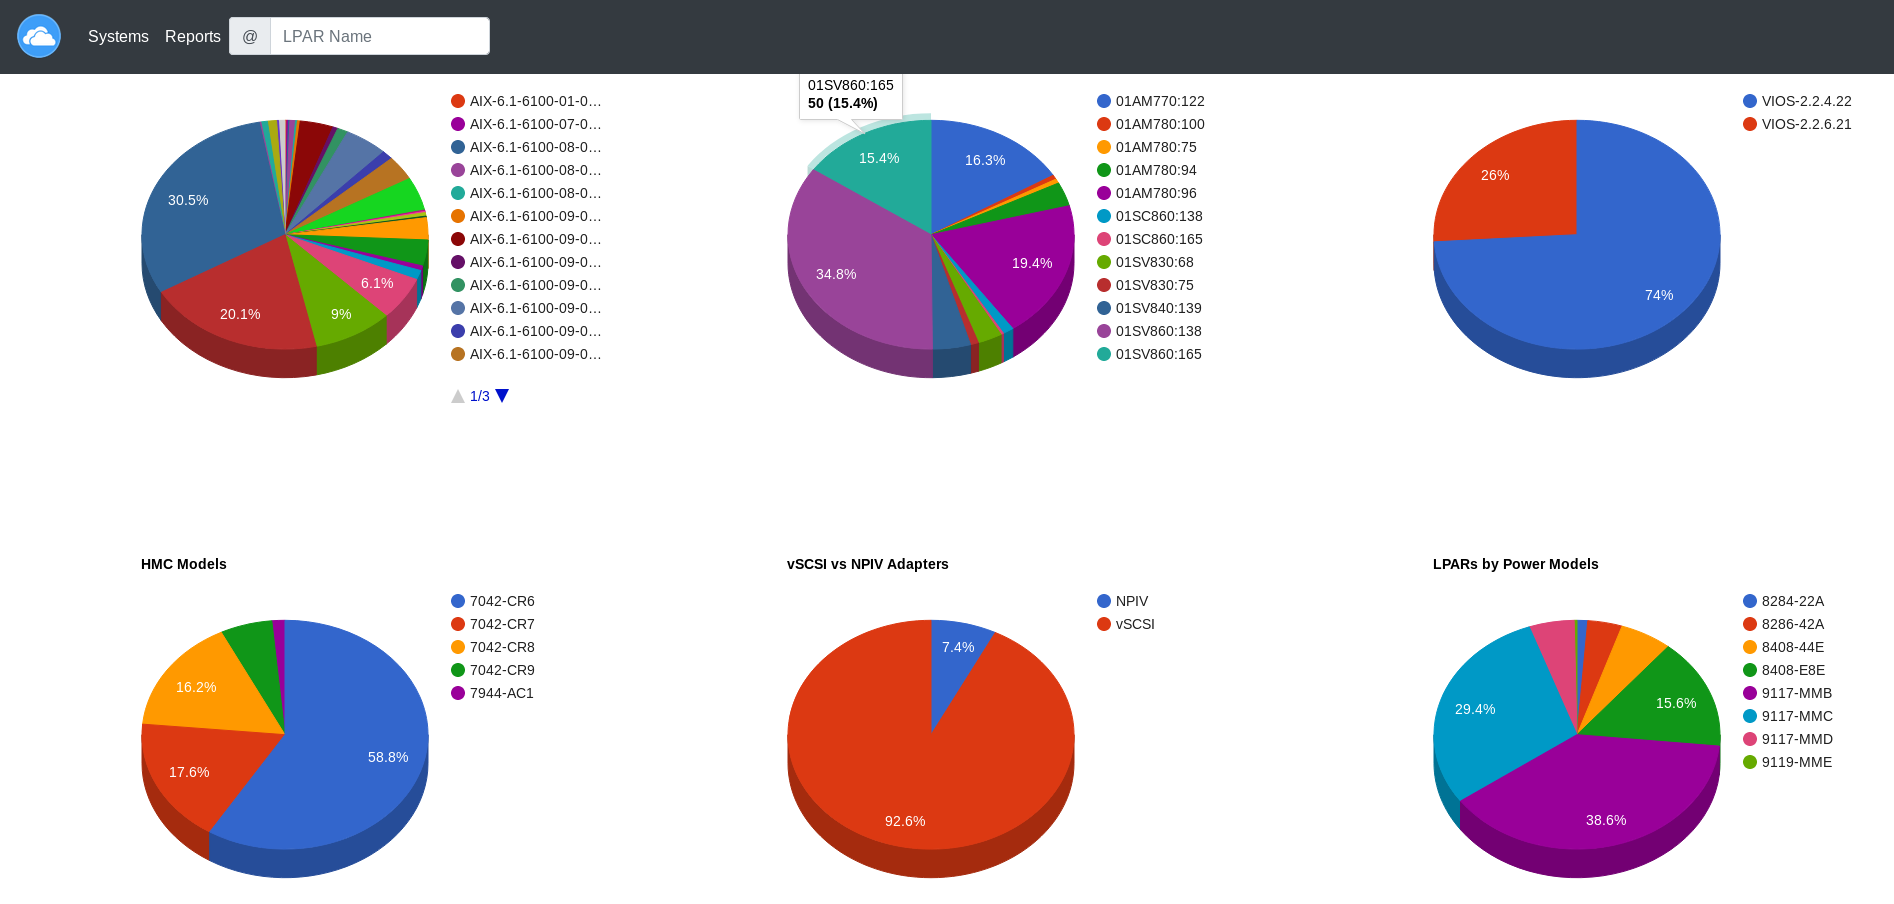 Systems Reports @ LPAR Name
30.5%
20.1%
9%
6.1%
AIX-6.1-6100-01-0…
AIX-6.1-6100-07-0…
AIX-6.1-6100-08-0…
AIX-6.1-6100-08-0…
AIX-6.1-6100-08-0…
AIX-6.1-6100-09-0…
AIX-6.1-6100-09-0…
AIX-6.1-6100-09-0…
AIX-6.1-6100-09-0…
AIX-6.1-6100-09-0…
AIX-6.1-6100-09-0…
AIX-6.1-6100-09-0…
1/3
01SV860:165
50 (15.4%)
15.4%
16.3%
34.8%
19.4%
01AM770:122
01AM780:100
01AM780:75
01AM780:94
01AM780:96
01SC860:138
01SC860:165
01SV830:68
01SV830:75
01SV840:139
01SV860:138
01SV860:165
26%
74%
VIOS-2.2.4.22
VIOS-2.2.6.21
HMC Models
16.2%
17.6%
58.8%
7042-CR6
7042-CR7
7042-CR8
7042-CR9
7944-AC1
vSCSI vs NPIV Adapters
7.4%
92.6%
NPIV
vSCSI
LPARs by Power Models
29.4%
15.6%
38.6%
8284-22A
8286-42A
8408-44E
8408-E8E
9117-MMB
9117-MMC
9117-MMD
9119-MME